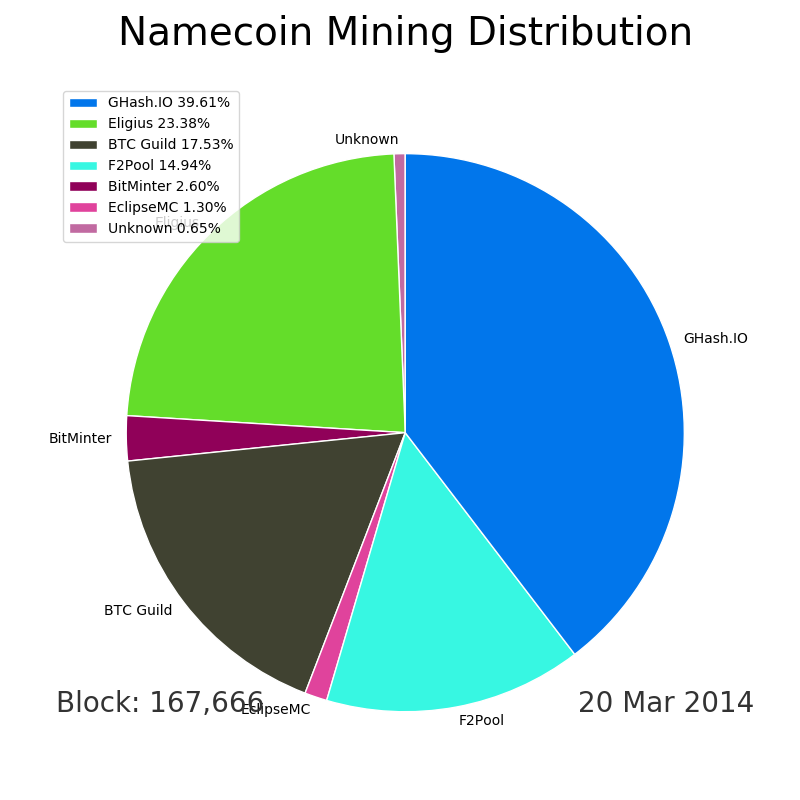 Namecoin Mining Distribution
GHash.IO 39.61%
Eligius 23.38%
BTC Guild 17.53%
F2Pool 14.94%
BitMinter 2.60%
EclipseMC 1.30%
Unknown 0.65%
Unknown
Eligius
GHash.IO
BitMinter
BTC Guild
Block: 167,666
EclipseMC
F2Pool
20 Mar 2014